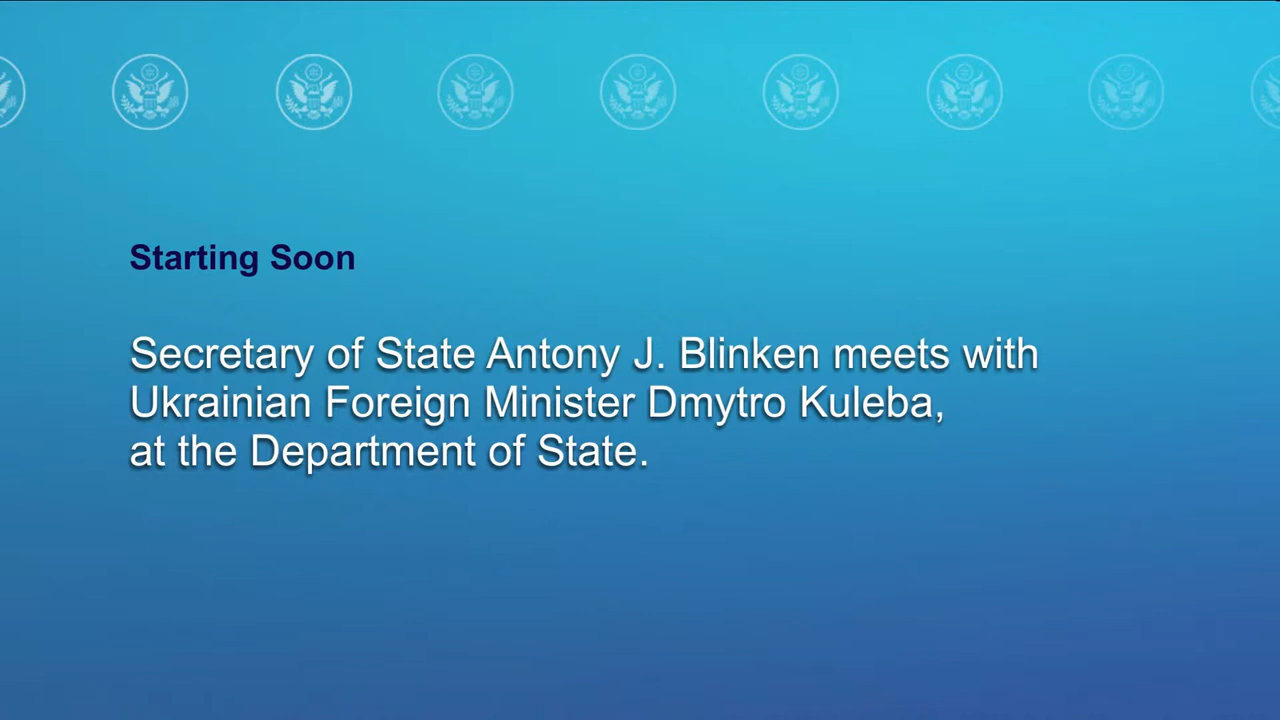 Starting Soon
Secretary of State Antony J. Blinken meets with
Ukrainian Foreign Minister Dmytro Kuleba,
at the Department of State.